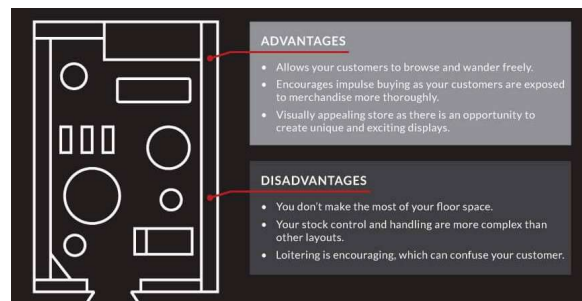 ADVANTAGES
• Allows your customers to browse and wander freely.
• Encourages impulse buying as your customers are exposed
to merchandise more thoroughly.
• Visually appealing store as there is an opportunity to
create unique and exciting displays.
DISADVANTAGES
• You don't make the most of your floor space.
• Your stock control and handling are more complex than
other layouts.
• Loitering is encouraging, which can confuse your customer.